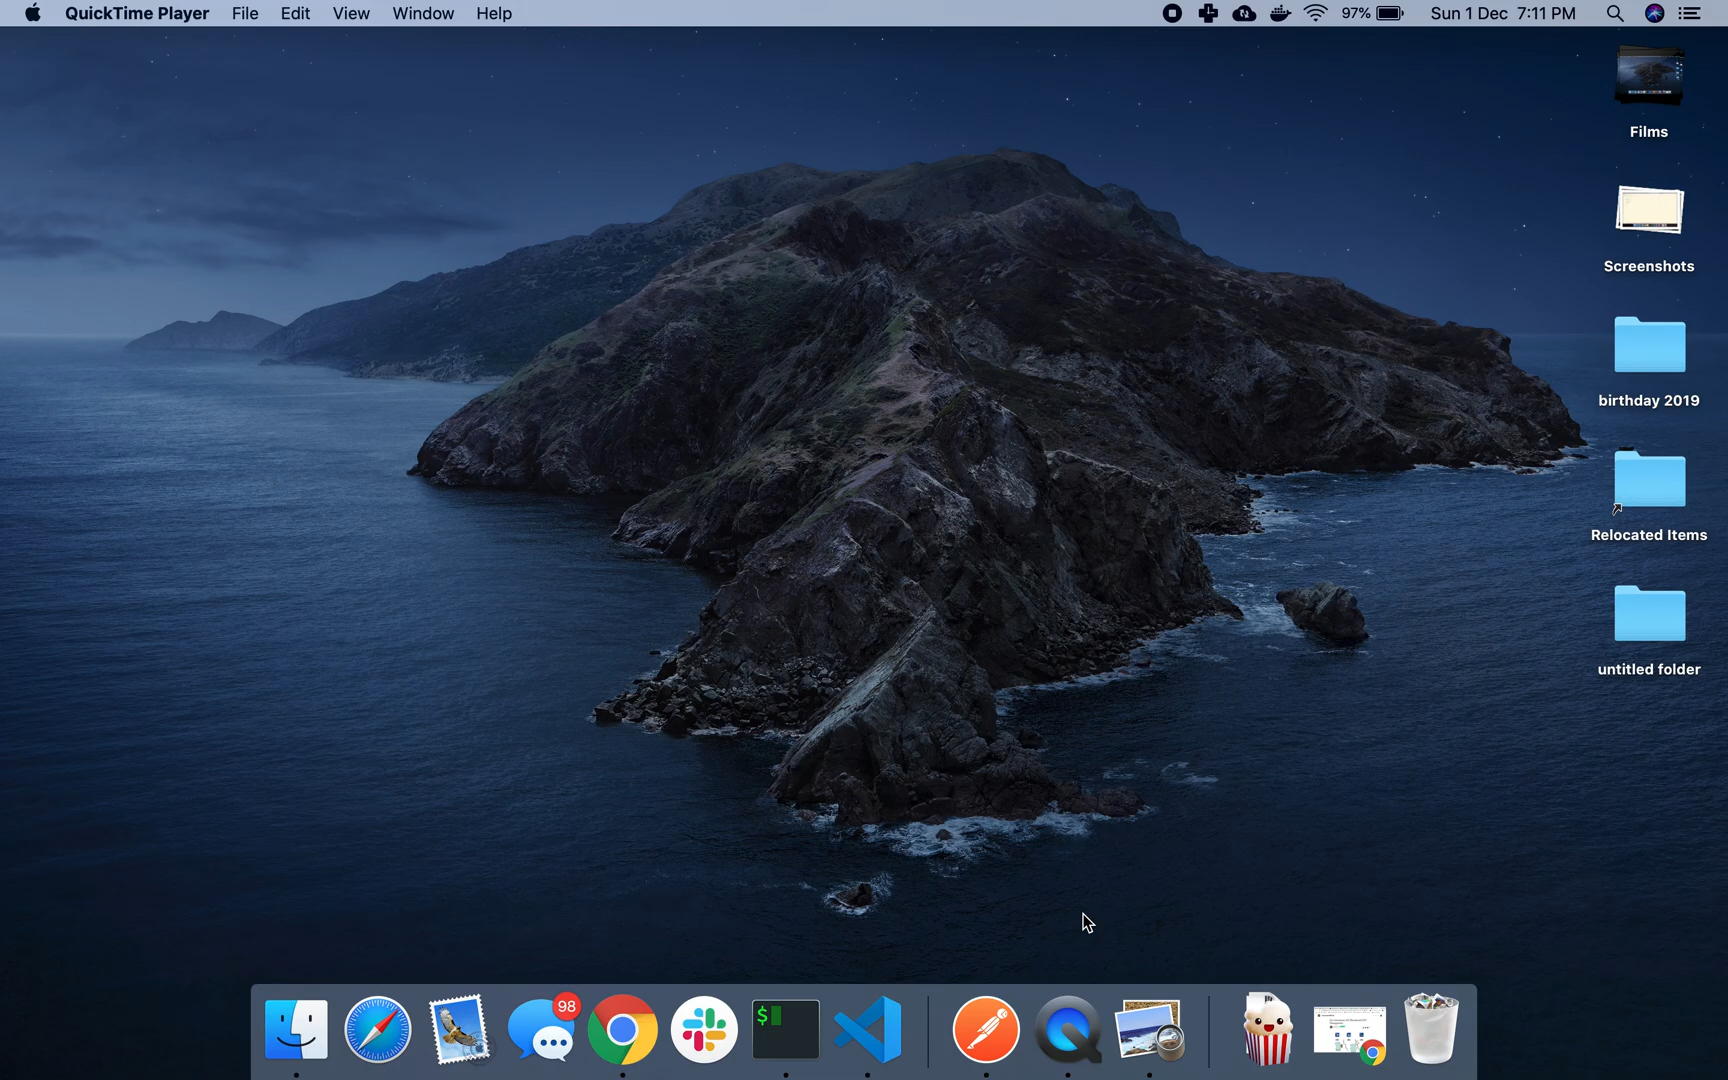 QuickTime Player File Edit View Window Help 97% Sun 1 Dec 7:11 PM
Films
Screenshots
birthday 2019
Relocated Items
untitled folder
98
$